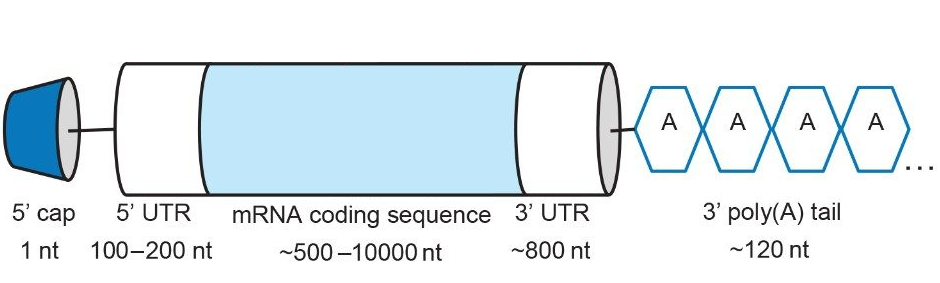 A A A A ...
5’ cap 5’ UTR mRNA coding sequence 3’ UTR 3’ poly(A) tail
1 nt 100–200 nt ~500–10000 nt ~800 nt ~120 nt